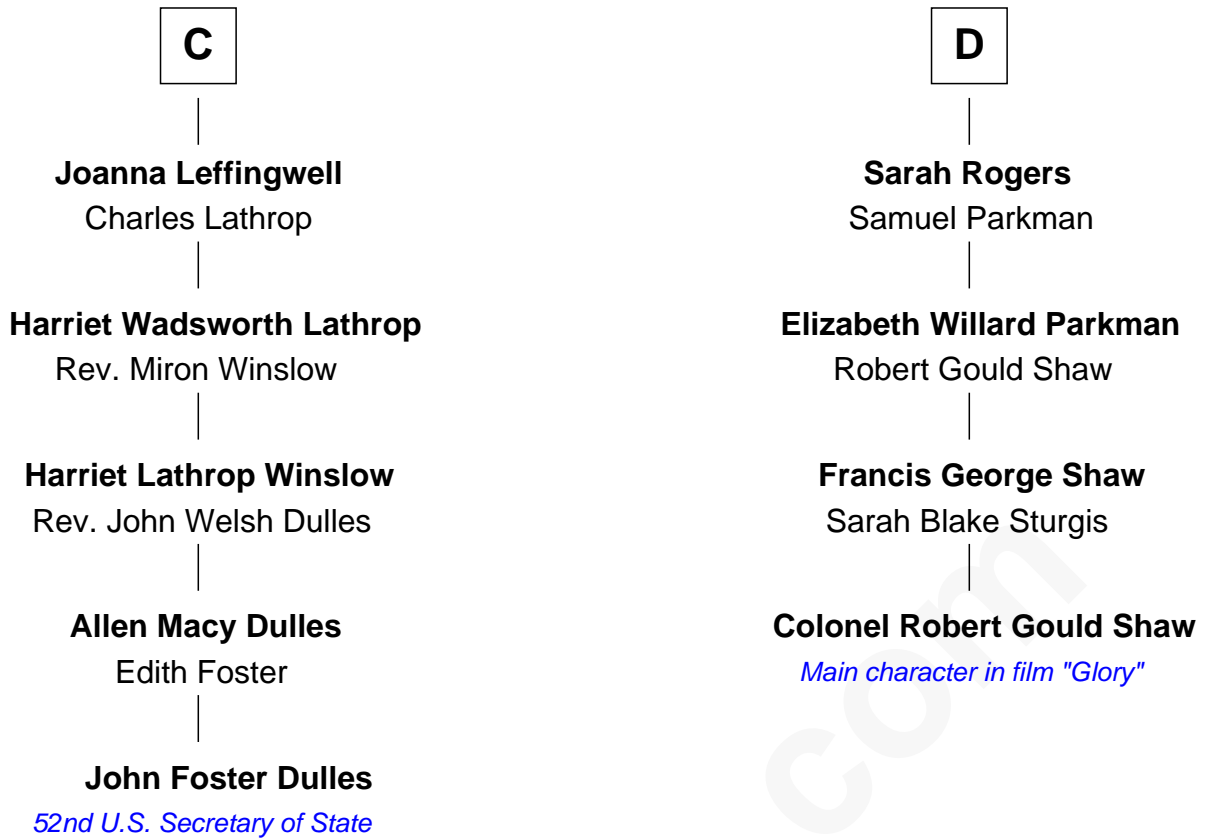 C
Joanna Leffingwell
Charles Lathrop
Harriet Wadsworth Lathrop
Rev. Miron Winslow
Harriet Lathrop Winslow
Rev. John Welsh Dulles
Allen Macy Dulles
Edith Foster
John Foster Dulles
52nd U.S. Secretary of State
D
Sarah Rogers
Samuel Parkman
Elizabeth Willard Parkman
Robert Gould Shaw
Francis George Shaw
Sarah Blake Sturgis
Colonel Robert Gould Shaw
Main character in film "Glory"
com